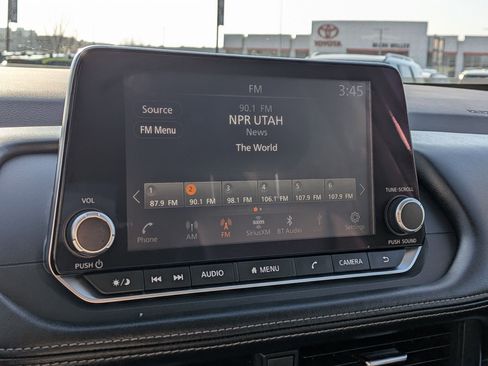 TOYOTA
FM
3:45
Source
90.1 FM
FM Menu
NPR UTAH
News
The World
1 2 3 4 5 6
87.9 FM 90.1 FM 98.1 FM 106.1 FM 107.9 FM 107.9 FM
VOL
TUNE·SCROLL
Phone AM FM SiriusXM BT Audio Settings
PUSH
PUSH SOUND
AUDIO MENU CAMERA